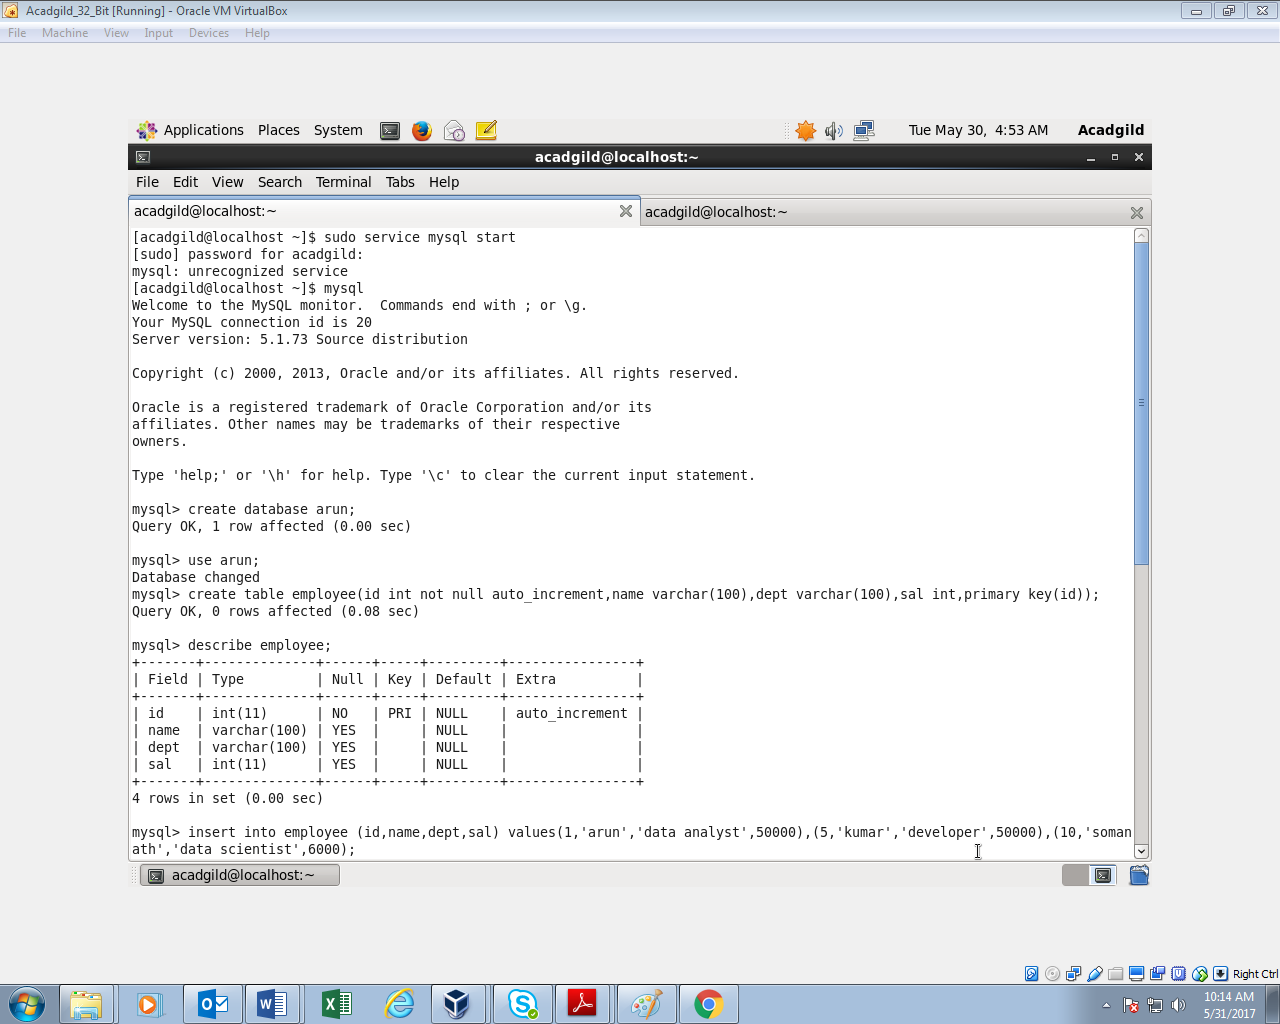 Acadgild_32_Bit [Running] - Oracle VM VirtualBox
File Machine View Input Devices Help
Applications Places System Tue May 30, 4:53 AM Acadgild
acadgild@localhost:~
File Edit View Search Terminal Tabs Help
acadgild@localhost:~ acadgild@localhost:~
[acadgild@localhost ~]$ sudo service mysql start
[sudo] password for acadgild:
mysql: unrecognized service
[acadgild@localhost ~]$ mysql
Welcome to the MySQL monitor.  Commands end with ; or \g.
Your MySQL connection id is 20
Server version: 5.1.73 Source distribution
Copyright (c) 2000, 2013, Oracle and/or its affiliates. All rights reserved.
Oracle is a registered trademark of Oracle Corporation and/or its
affiliates. Other names may be trademarks of their respective
owners.
Type 'help;' or '\h' for help. Type '\c' to clear the current input statement.
mysql> create database arun;
Query OK, 1 row affected (0.00 sec)
mysql> use arun;
Database changed
mysql> create table employee(id int not null auto_increment,name varchar(100),dept varchar(100),sal int,primary key(id));
Query OK, 0 rows affected (0.08 sec)
mysql> describe employee;
+-------+--------------+------+-----+---------+----------------+
| Field | Type         | Null | Key | Default | Extra          |
+-------+--------------+------+-----+---------+----------------+
| id    | int(11)      | NO   | PRI | NULL    | auto_increment |
| name  | varchar(100) | YES  |     | NULL    |                |
| dept  | varchar(100) | YES  |     | NULL    |                |
| sal   | int(11)      | YES  |     | NULL    |                |
+-------+--------------+------+-----+---------+----------------+
4 rows in set (0.00 sec)
mysql> insert into employee (id,name,dept,sal) values(1,'arun','data analyst',50000),(5,'kumar','developer',50000),(10,'soman
ath','data scientist',6000);
acadgild@localhost:~
Right Ctrl
10:14 AM
5/31/2017